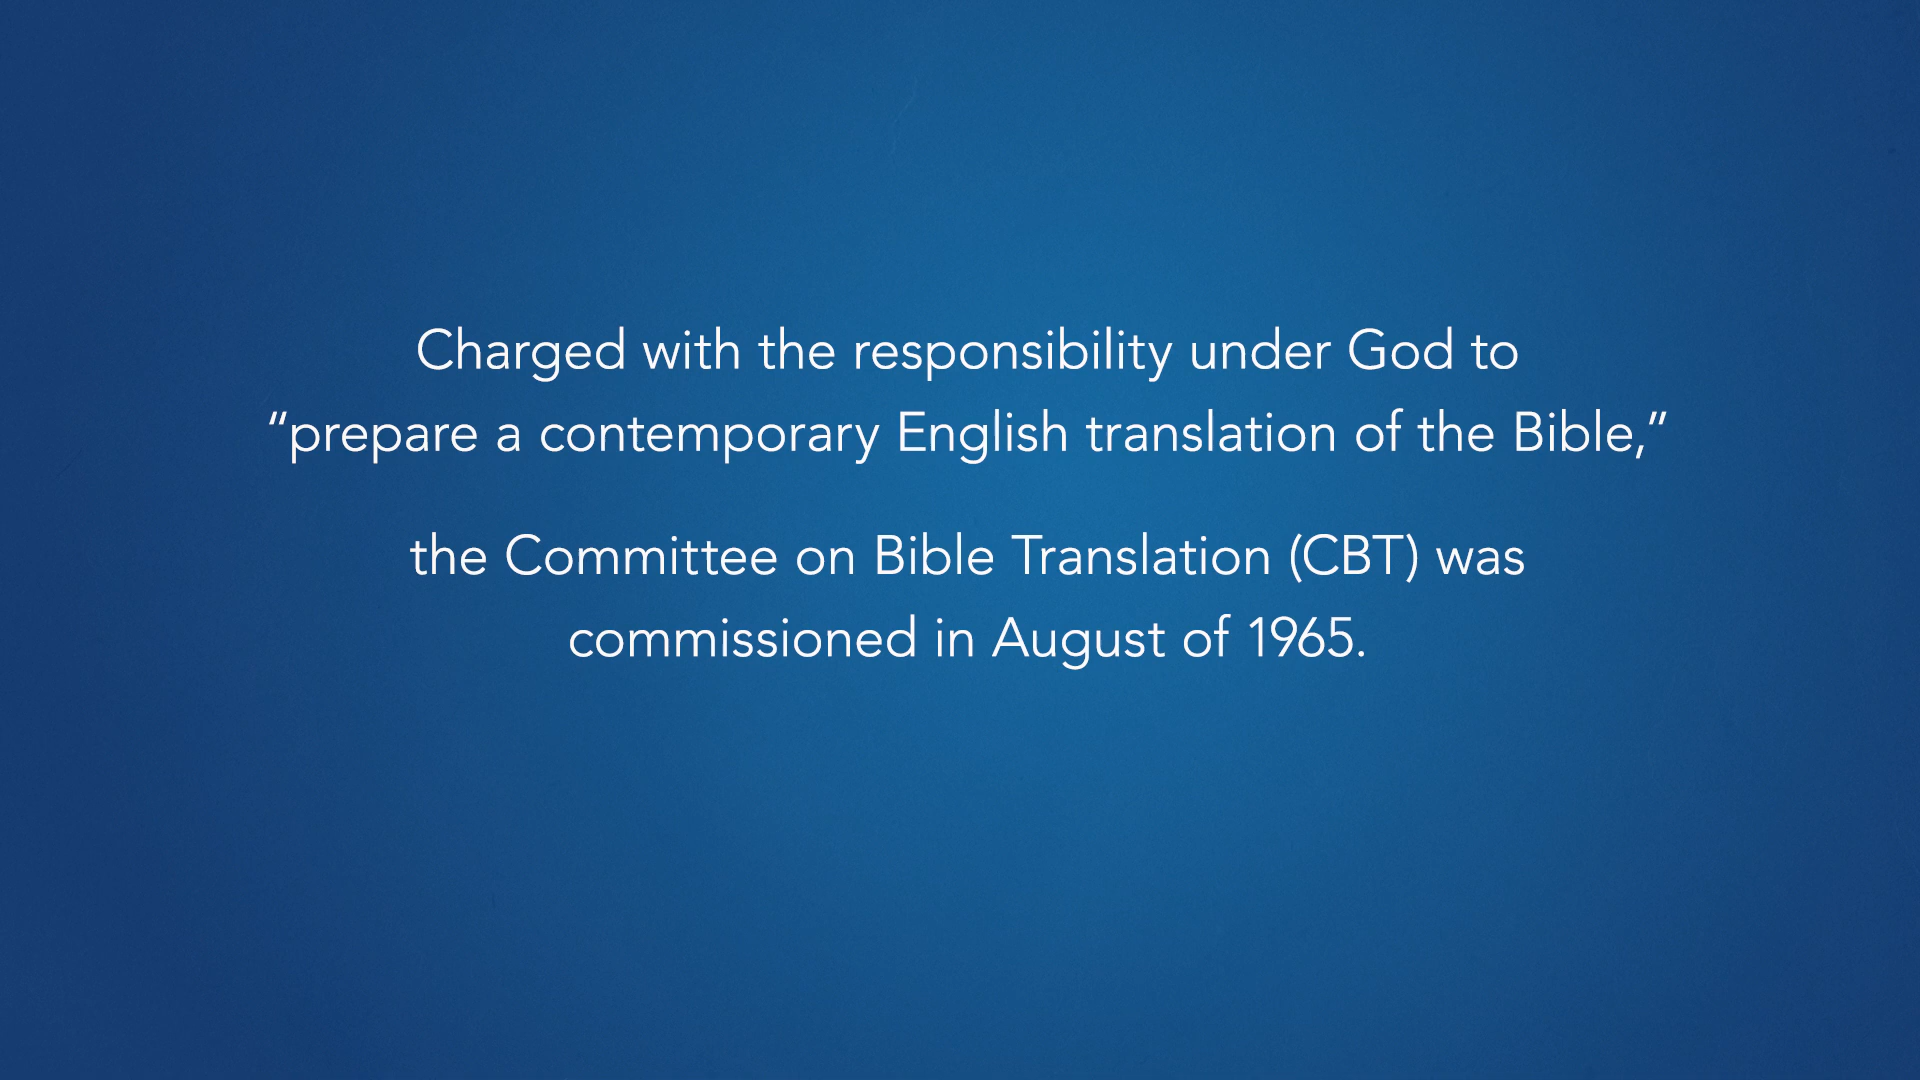 Charged with the responsibility under God to
“prepare a contemporary English translation of the Bible,”
the Committee on Bible Translation (CBT) was
commissioned in August of 1965.